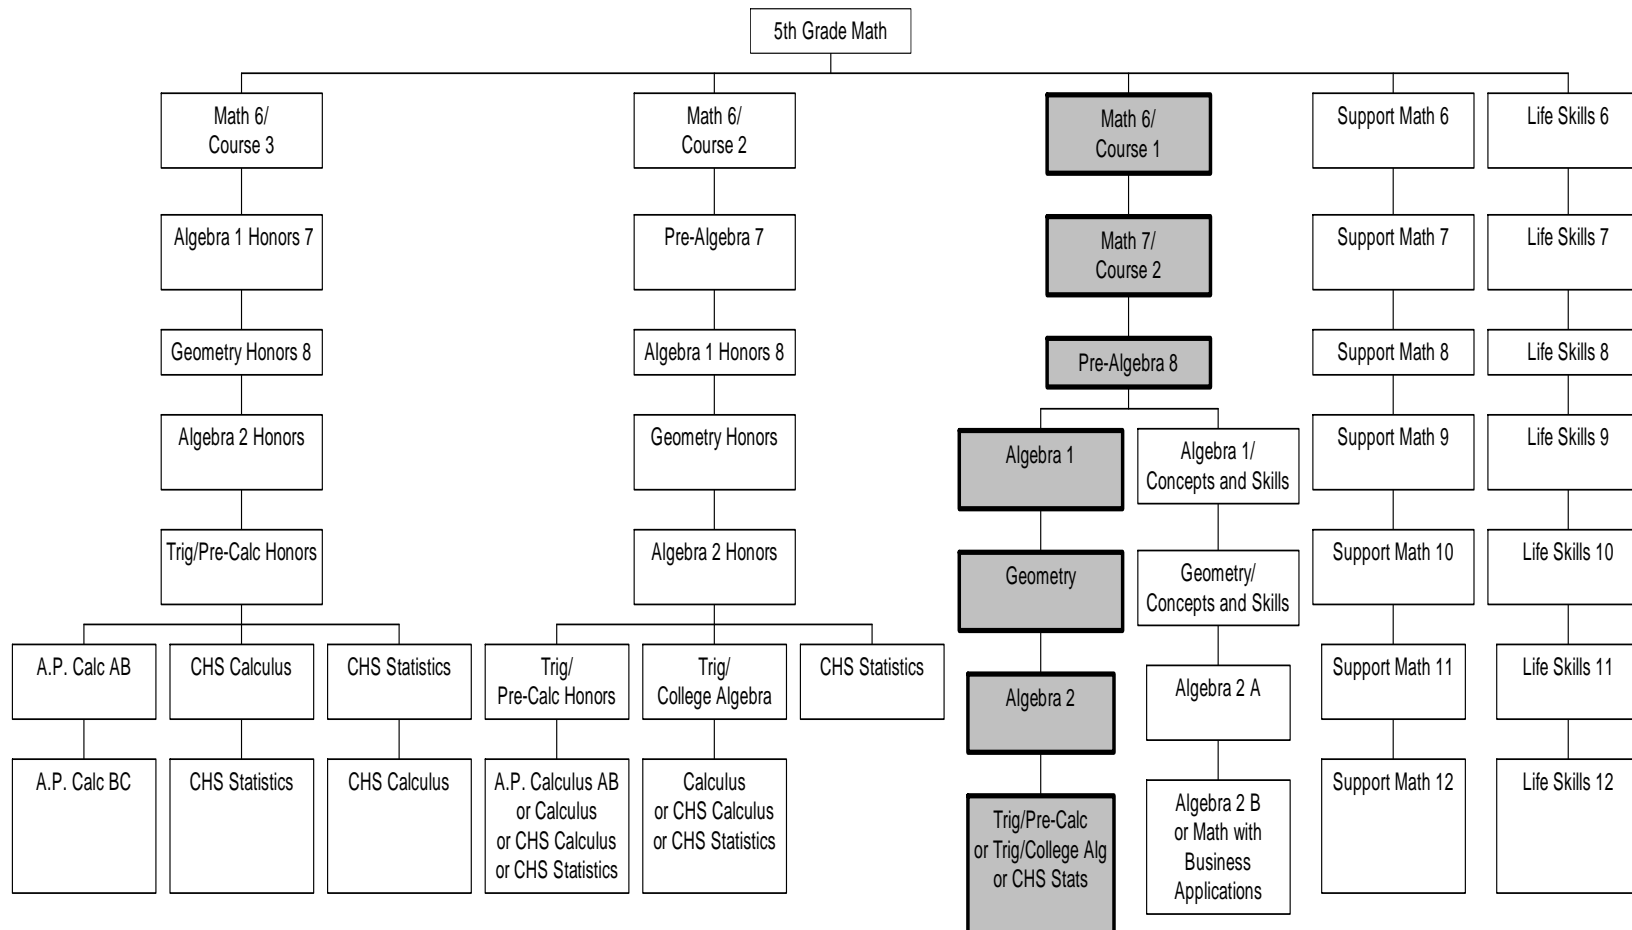 5th Grade Math
Math 6/
Course 3
Math 6/
Course 2
Math 6/
Course 1
Support Math 6
Life Skills 6
Algebra 1 Honors 7
Pre-Algebra 7
Math 7/
Course 2
Support Math 7
Life Skills 7
Geometry Honors 8
Algebra 1 Honors 8
Pre-Algebra 8
Support Math 8
Life Skills 8
Algebra 2 Honors
Geometry Honors
Algebra 1
Algebra 1/
Concepts and Skills
Support Math 9
Life Skills 9
Trig/Pre-Calc Honors
Algebra 2 Honors
Geometry
Geometry/
Concepts and Skills
Support Math 10
Life Skills 10
A.P. Calc AB
CHS Calculus
CHS Statistics
Trig/
Pre-Calc Honors
Trig/
College Algebra
CHS Statistics
Algebra 2
Algebra 2 A
Support Math 11
Life Skills 11
A.P. Calc BC
CHS Statistics
CHS Calculus
A.P. Calculus AB
or Calculus
or CHS Calculus
or CHS Statistics
Calculus
or CHS Calculus
or CHS Statistics
Trig/Pre-Calc
or Trig/College Alg
or CHS Stats
Algebra 2 B
or Math with
Business
Applications
Support Math 12
Life Skills 12